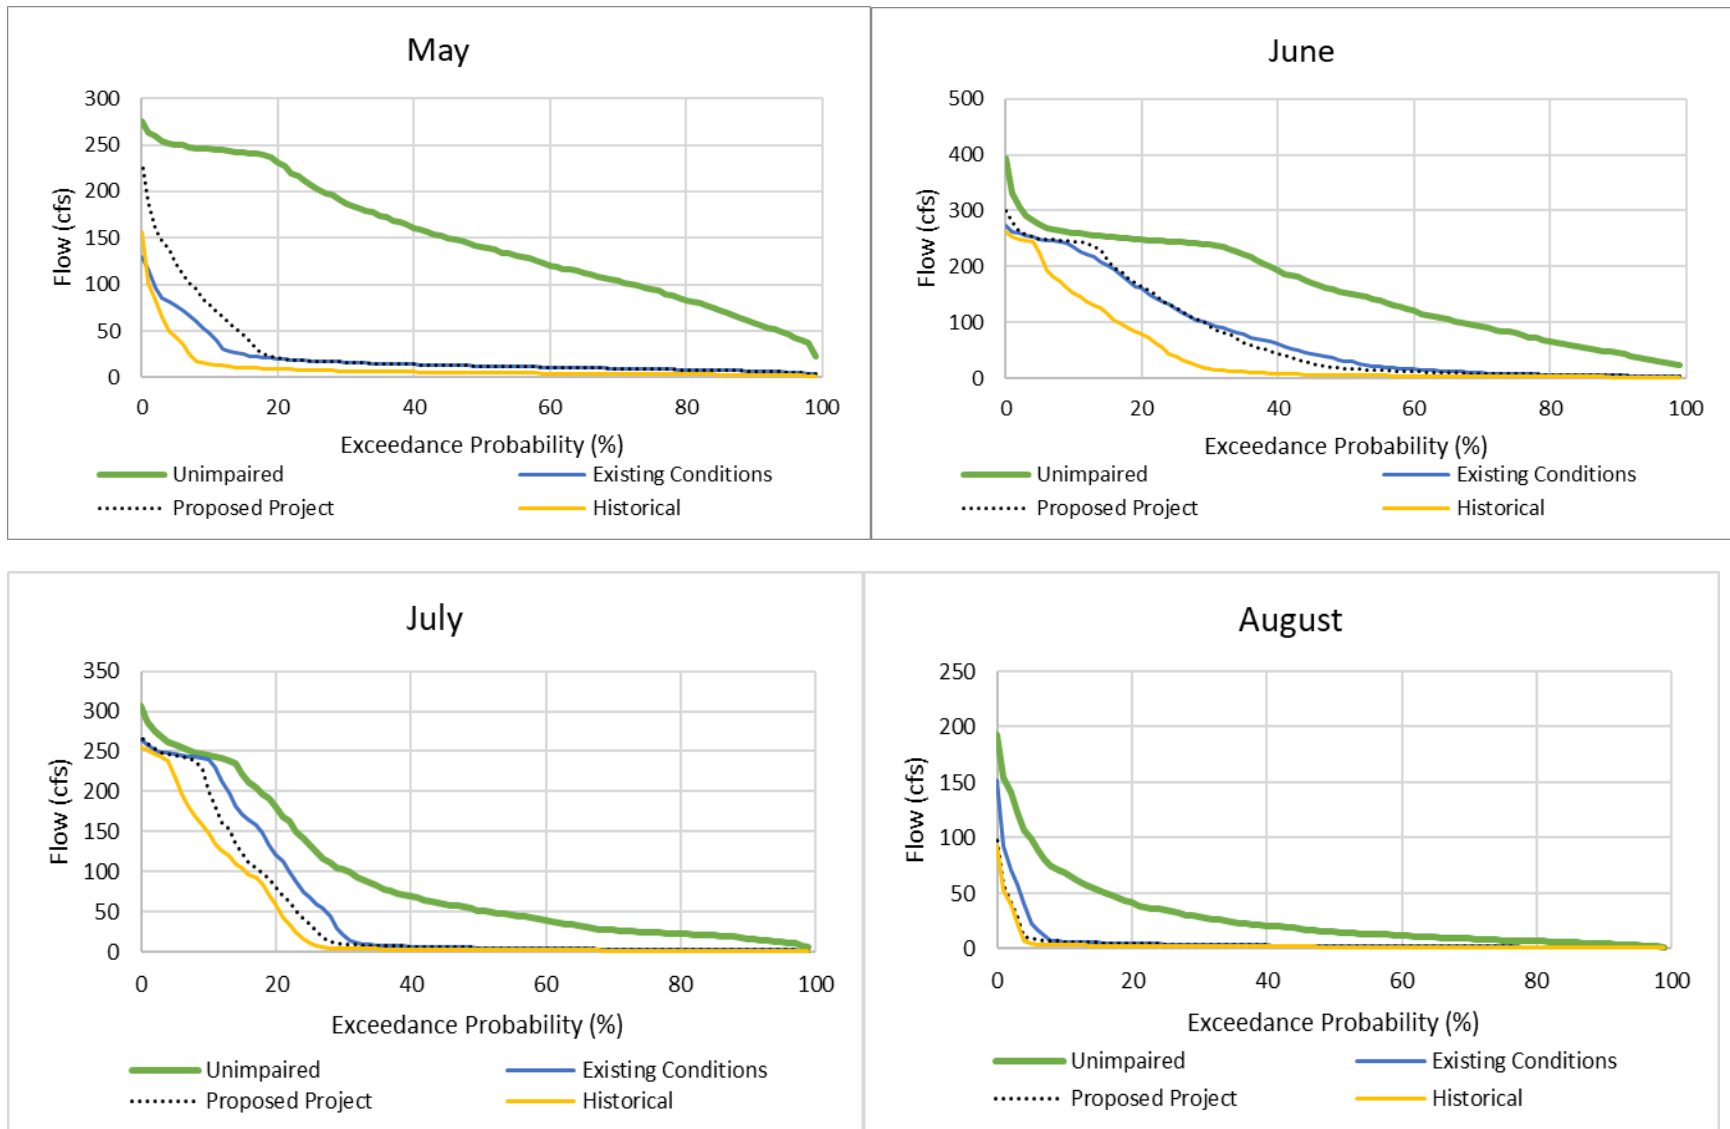 May
300
250
200
150
100
50
0
Flow (cfs)
0 20 40 60 80 100
Exceedance Probability (%)
Unimpaired Existing Conditions
Proposed Project Historical
June
500
400
300
200
100
0
Flow (cfs)
0 20 40 60 80 100
Exceedance Probability (%)
Unimpaired Existing Conditions
Proposed Project Historical
July
350
300
250
200
150
100
50
0
Flow (cfs)
0 20 40 60 80 100
Exceedance Probability (%)
Unimpaired Existing Conditions
Proposed Project Historical
August
250
200
150
100
50
0
Flow (cfs)
0 20 40 60 80 100
Exceedance Probability (%)
Unimpaired Existing Conditions
Proposed Project Historical